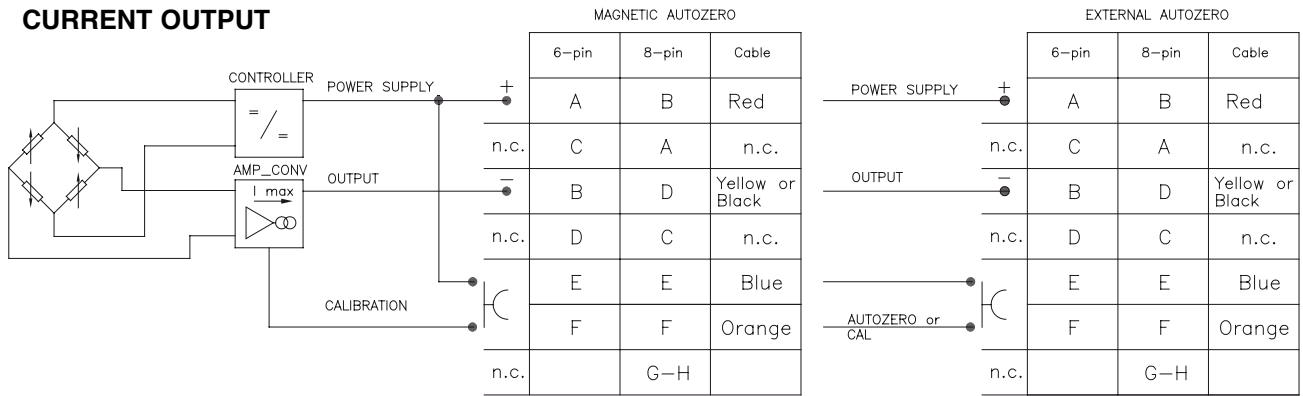 CURRENT OUTPUT
MAGNETIC AUTOZERO
EXTERNAL AUTOZERO
6-pin 8-pin Cable
6-pin 8-pin Cable
CONTROLLER
POWER SUPPLY
+ A B Red
POWER SUPPLY
+ A B Red
= / =
n.c. C A n.c.
n.c. C A n.c.
AMP_CONV
I max
OUTPUT
- B D Yellow or
Black
OUTPUT
- B D Yellow or
Black
n.c. D C n.c.
n.c. D C n.c.
E E Blue
E E Blue
CALIBRATION
F F Orange
AUTOZERO or
CAL
F F Orange
n.c. G-H
n.c. G-H